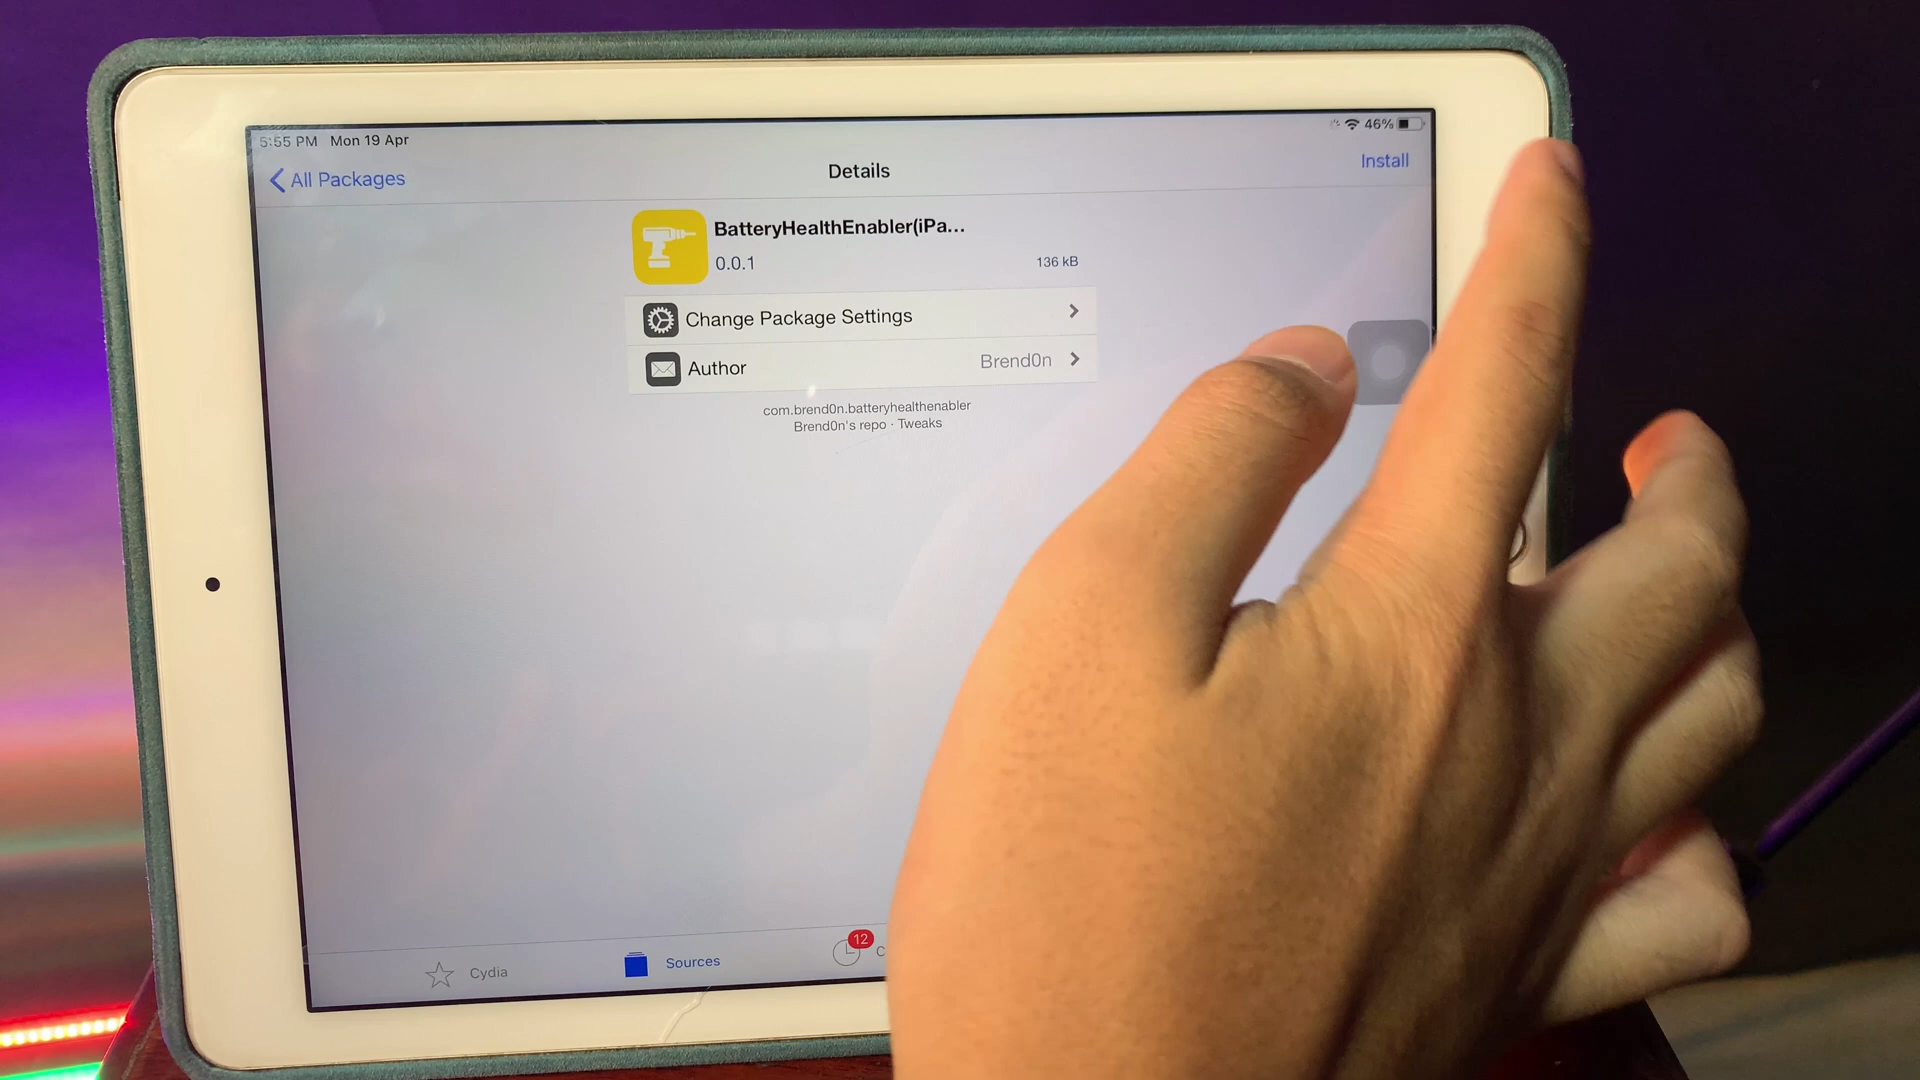 5:55 PM Mon 19 Apr 46%
All Packages Details Install
BatteryHealthEnabler(iPa...
0.0.1 136 kB
Change Package Settings
Author Brend0n
com.brend0n.batteryhealthenabler
Brend0n's repo · Tweaks
12
Cydia Sources C